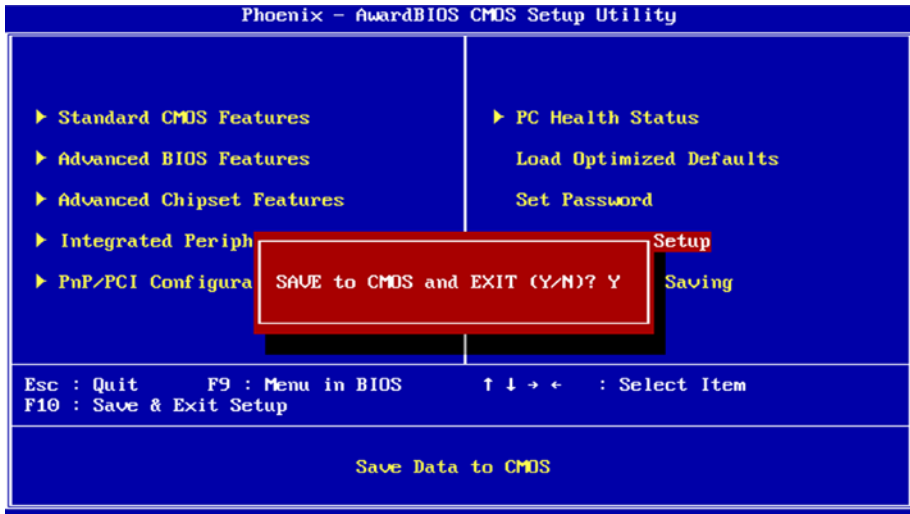 Phoenix - AwardBIOS CMOS Setup Utility
Standard CMOS Features
Advanced BIOS Features
Advanced Chipset Features
Integrated Periph
PnP/PCI Configura
PC Health Status
Load Optimized Defaults
Set Password
Setup
Saving
SAVE to CMOS and EXIT (Y/N)? Y
Esc : Quit F9 : Menu in BIOS ↑ ↓ → ← : Select Item
F10 : Save & Exit Setup
Save Data to CMOS